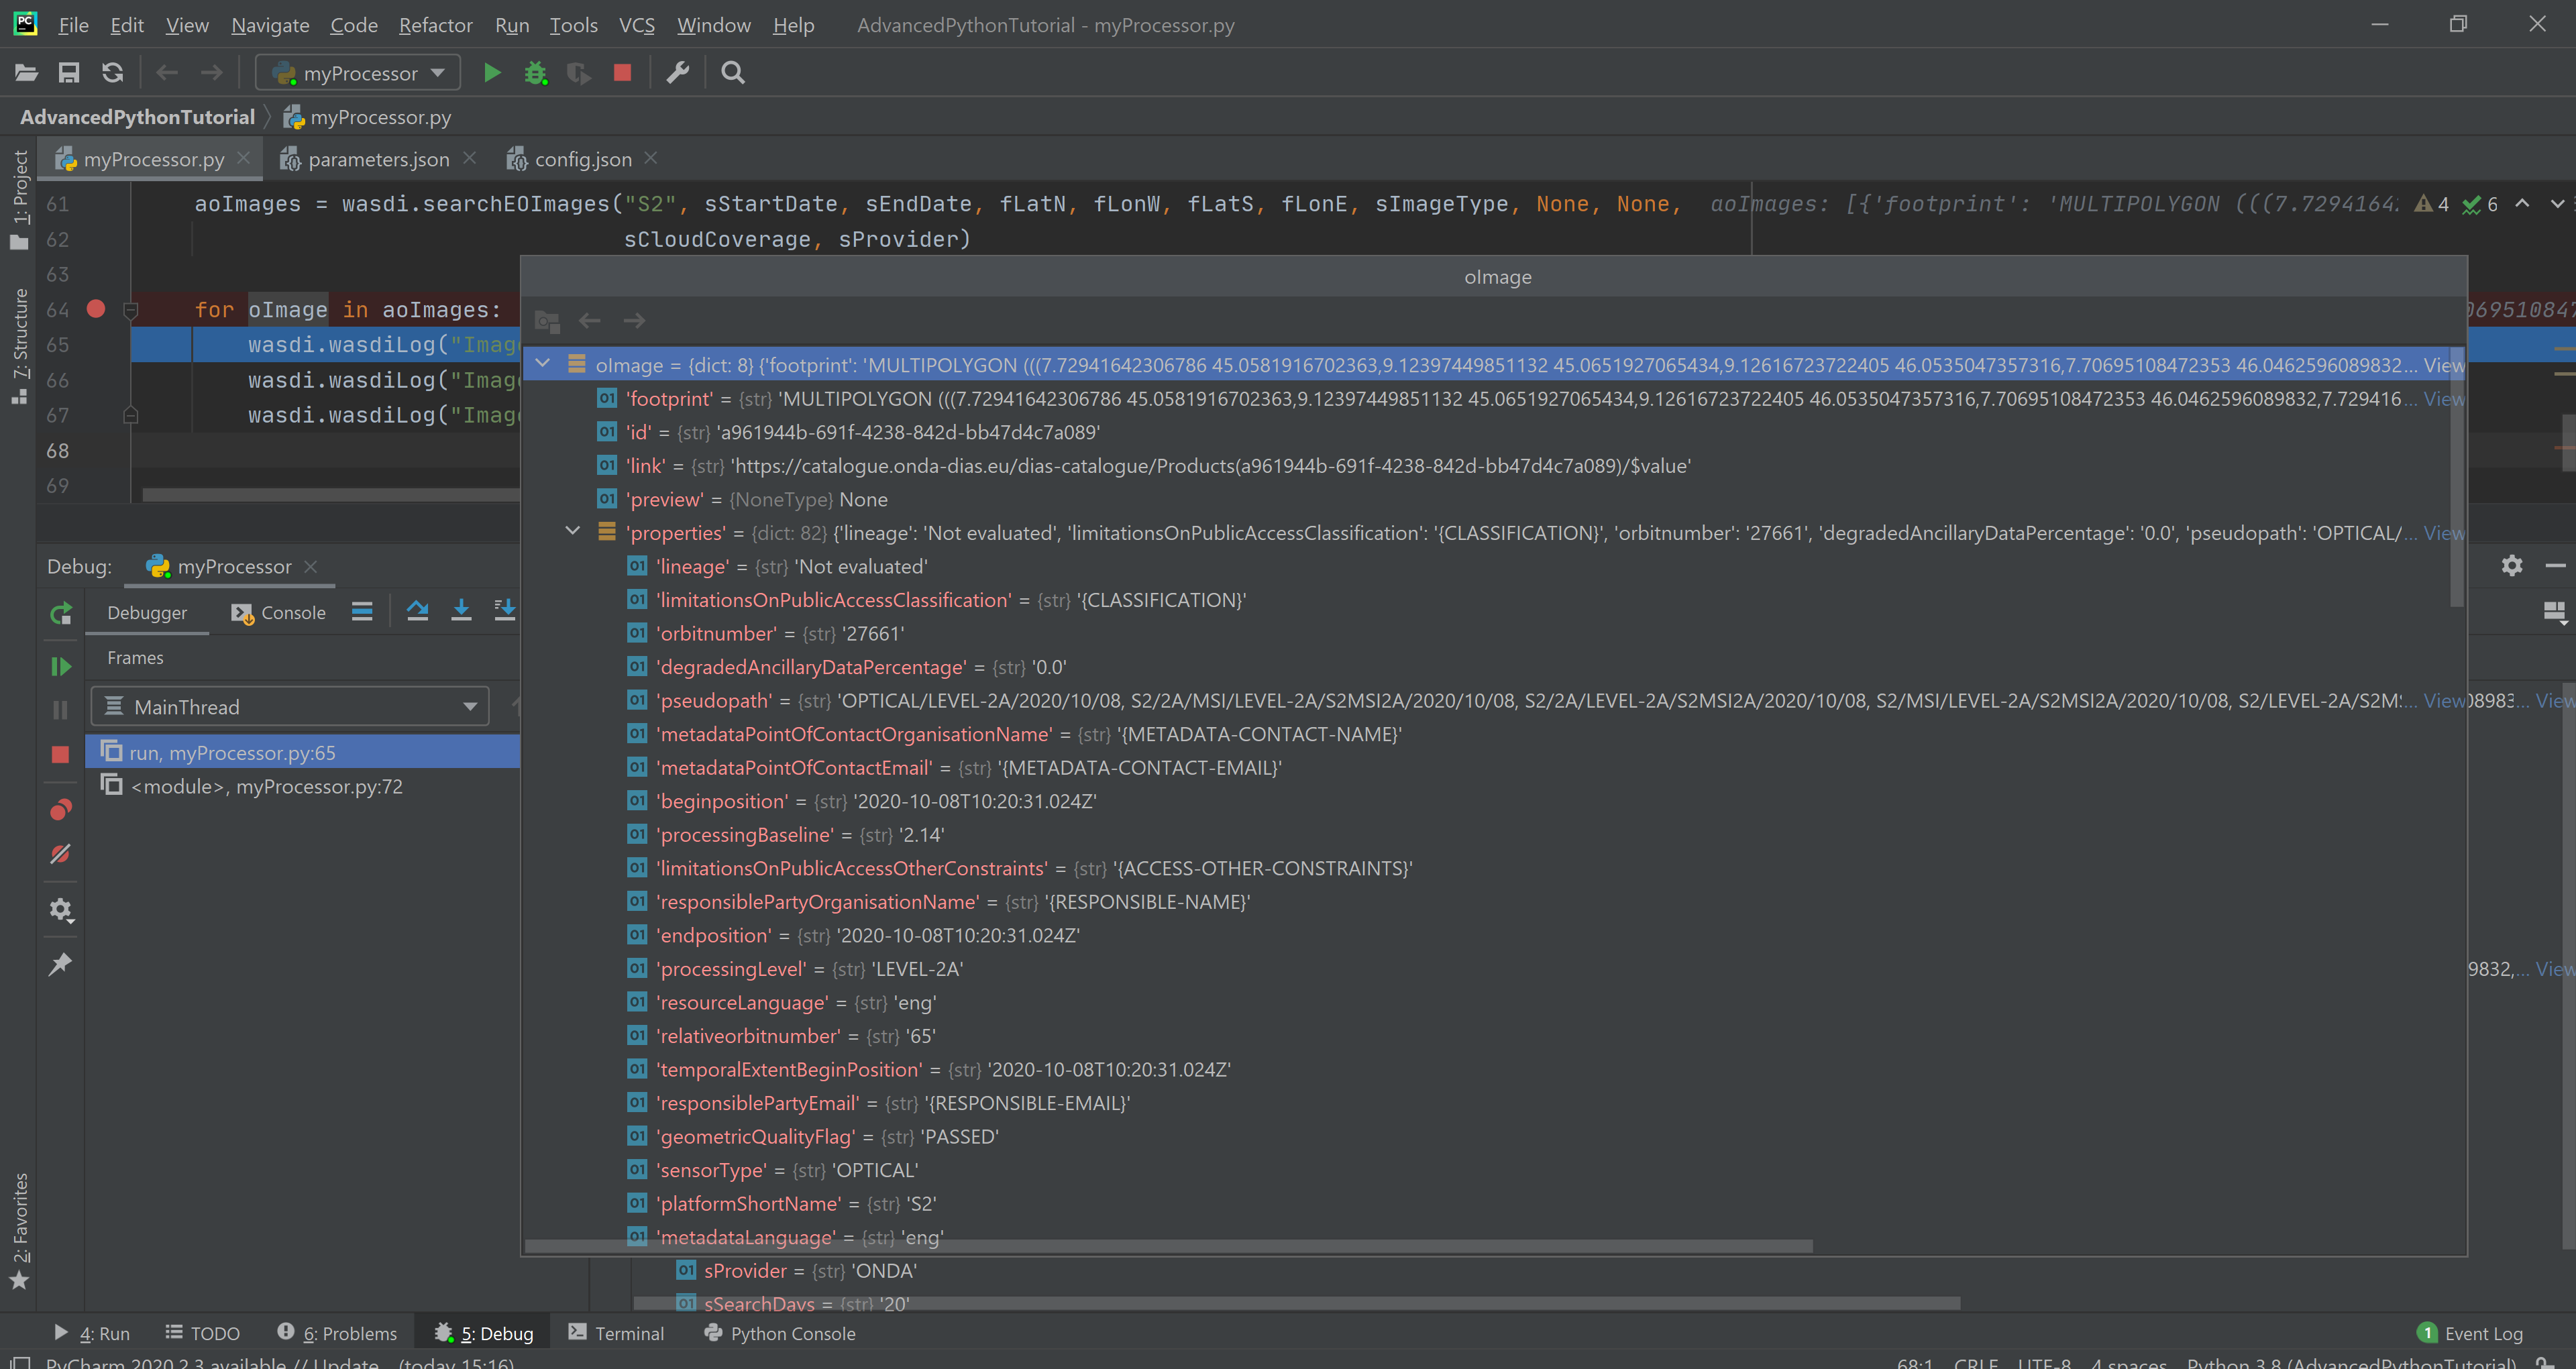 File Edit View Navigate Code Refactor Run Tools VCS Window Help AdvancedPythonTutorial - myProcessor.py
myProcessor
AdvancedPythonTutorial myProcessor.py
myProcessor.py parameters.json config.json
1: Project
7: Structure
2: Favorites
61 aoImages = wasdi.searchEOImages("S2", sStartDate, sEndDate, fLatN, fLonW, fLatS, fLonE, sImageType, None, None, aoImages: [{'footprint': 'MULTIPOLYGON (((7.7294164 4 6
62 sCloudCoverage, sProvider)
63
64 for oImage in aoImages:
65 wasdi.wasdiLog("Imag
66 wasdi.wasdiLog("Imag
67 wasdi.wasdiLog("Imag
68
69
oImage
oImage = {dict: 8} {'footprint': 'MULTIPOLYGON (((7.72941642306786 45.0581916702363,9.12397449851132 45.0651927065434,9.12616723722405 46.0535047357316,7.70695108472353 46.0462596089832... View
'footprint' = {str} 'MULTIPOLYGON (((7.72941642306786 45.0581916702363,9.12397449851132 45.0651927065434,9.12616723722405 46.0535047357316,7.70695108472353 46.0462596089832,7.729416... View
'id' = {str} 'a961944b-691f-4238-842d-bb47d4c7a089'
'link' = {str} 'https://catalogue.onda-dias.eu/dias-catalogue/Products(a961944b-691f-4238-842d-bb47d4c7a089)/$value'
'preview' = {NoneType} None
'properties' = {dict: 82} {'lineage': 'Not evaluated', 'limitationsOnPublicAccessClassification': '{CLASSIFICATION}', 'orbitnumber': '27661', 'degradedAncillaryDataPercentage': '0.0', 'pseudopath': 'OPTICAL/... View
'lineage' = {str} 'Not evaluated'
'limitationsOnPublicAccessClassification' = {str} '{CLASSIFICATION}'
'orbitnumber' = {str} '27661'
'degradedAncillaryDataPercentage' = {str} '0.0'
'pseudopath' = {str} 'OPTICAL/LEVEL-2A/2020/10/08, S2/2A/MSI/LEVEL-2A/S2MSI2A/2020/10/08, S2/2A/LEVEL-2A/S2MSI2A/2020/10/08, S2/MSI/LEVEL-2A/S2MSI2A/2020/10/08, S2/LEVEL-2A/S2M... View
'metadataPointOfContactOrganisationName' = {str} '{METADATA-CONTACT-NAME}'
'metadataPointOfContactEmail' = {str} '{METADATA-CONTACT-EMAIL}'
'beginposition' = {str} '2020-10-08T10:20:31.024Z'
'processingBaseline' = {str} '2.14'
'limitationsOnPublicAccessOtherConstraints' = {str} '{ACCESS-OTHER-CONSTRAINTS}'
'responsiblePartyOrganisationName' = {str} '{RESPONSIBLE-NAME}'
'endposition' = {str} '2020-10-08T10:20:31.024Z'
'processingLevel' = {str} 'LEVEL-2A'
'resourceLanguage' = {str} 'eng'
'relativeorbitnumber' = {str} '65'
'temporalExtentBeginPosition' = {str} '2020-10-08T10:20:31.024Z'
'responsiblePartyEmail' = {str} '{RESPONSIBLE-EMAIL}'
'geometricQualityFlag' = {str} 'PASSED'
'sensorType' = {str} 'OPTICAL'
'platformShortName' = {str} 'S2'
'metadataLanguage' = {str} 'eng'
sProvider = {str} 'ONDA'
sSearchDays = {str} '20'
Debug: myProcessor
Debugger Console
Frames
MainThread
run, myProcessor.py:65
<module>, myProcessor.py:72
9832,... View
4: Run TODO 6: Problems 5: Debug Terminal Python Console 1 Event Log
PyCharm 2020.2.3 available // Update... (today 15:16) 68:1 CRLF UTF-8 4 spaces Python 3.8 (AdvancedPythonTutorial)